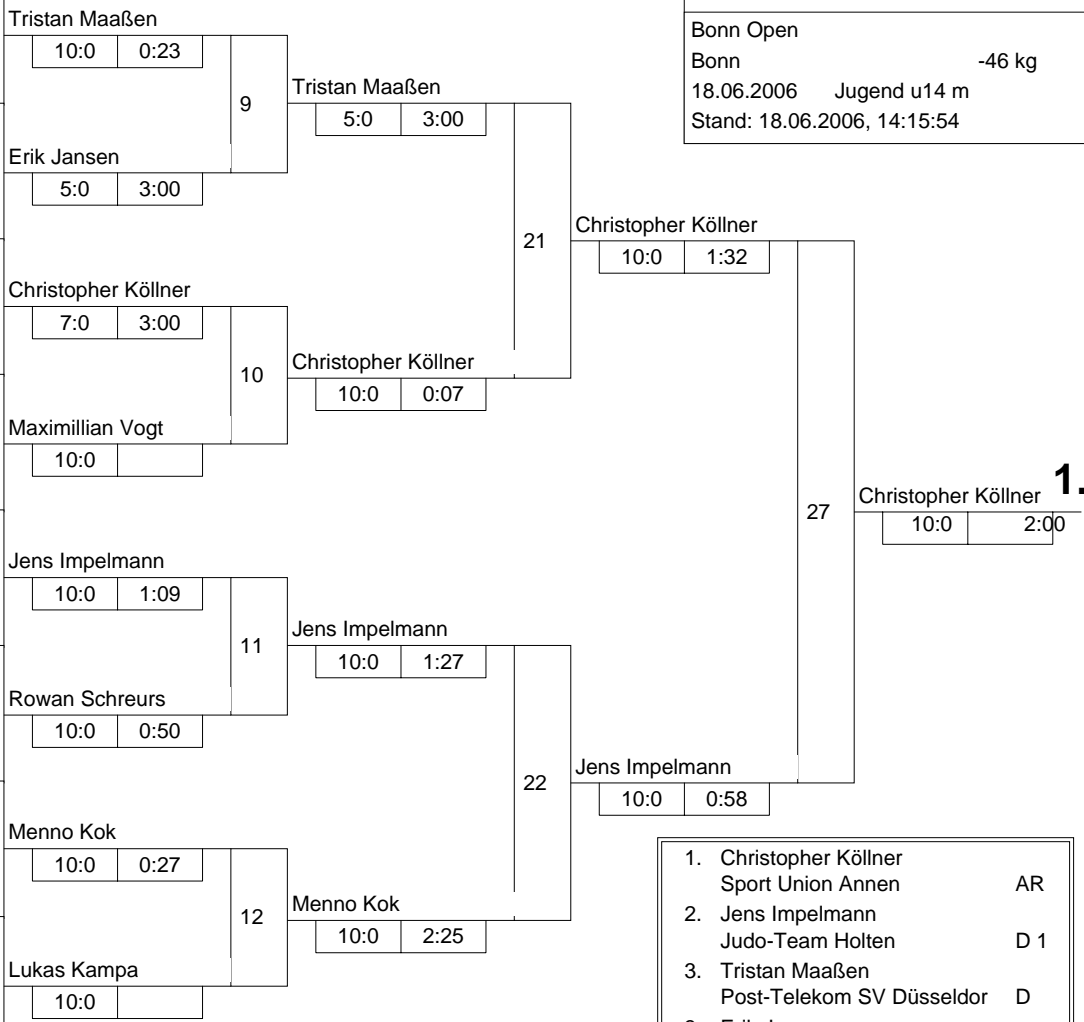 Tristan Maaßen
10:0 0:23
9
Erik Jansen
5:0 3:00
Christopher Köllner
7:0 3:00
10
Maximillian Vogt
10:0
Jens Impelmann
10:0 1:09
11
Rowan Schreurs
10:0 0:50
Menno Kok
10:0 0:27
12
Lukas Kampa
10:0
Tristan Maaßen
5:0 3:00
21
Christopher Köllner
10:0 0:07
Jens Impelmann
10:0 1:27
22
Menno Kok
10:0 2:25
Christopher Köllner
10:0 1:32
27
Jens Impelmann
10:0 0:58
Christopher Köllner 1.
10:0 2:00
Bonn Open
Bonn -46 kg
18.06.2006 Jugend u14 m
Stand: 18.06.2006, 14:15:54
1. Christopher Köllner
Sport Union Annen AR
2. Jens Impelmann
Judo-Team Holten D 1
3. Tristan Maaßen
Post-Telekom SV Düsseldor D